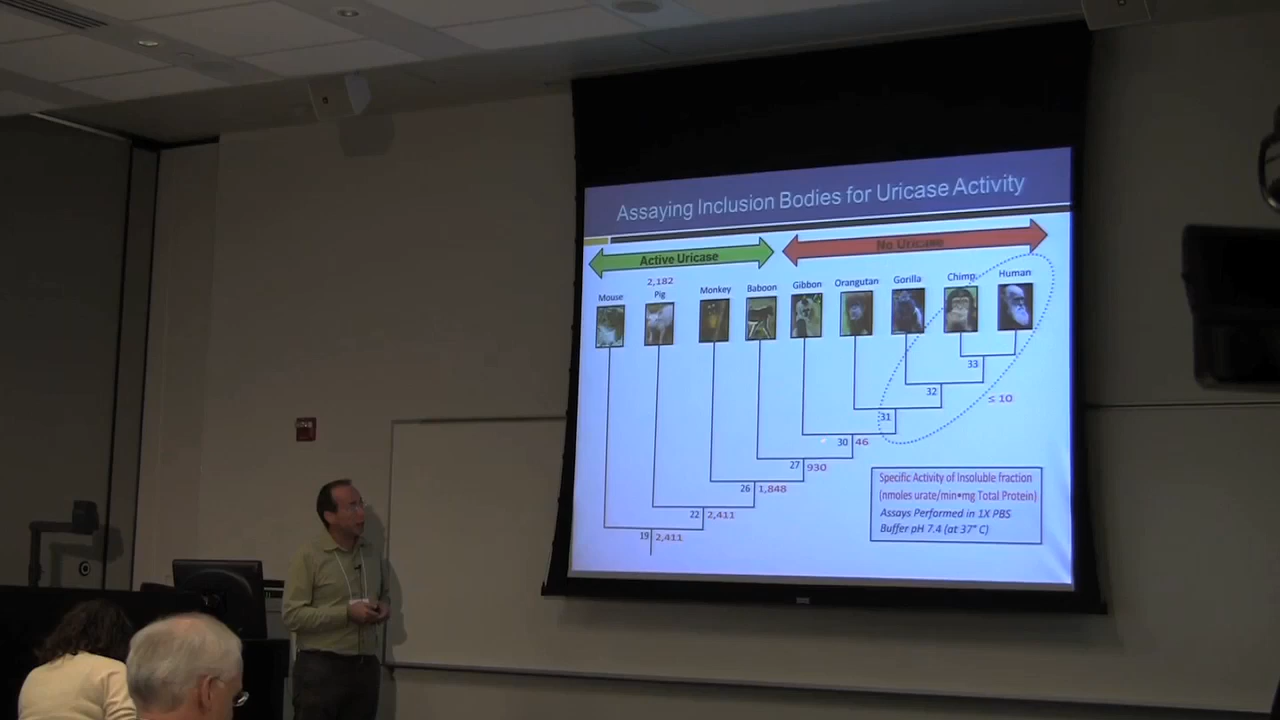 Assaying Inclusion Bodies for Uricase Activity
Active Uricase
No Uricase
2,182
Mouse
Pig
Monkey
Baboon
Gibbon
Orangutan
Gorilla
Chimp.
Human
33
32
≤ 10
31
30 46
27 930
26 1,848
22 2,411
19 2,411
Specific Activity of Insoluble fraction
(nmoles urate/min•mg Total Protein)
Assays Performed in 1X PBS
Buffer pH 7.4 (at 37° C)